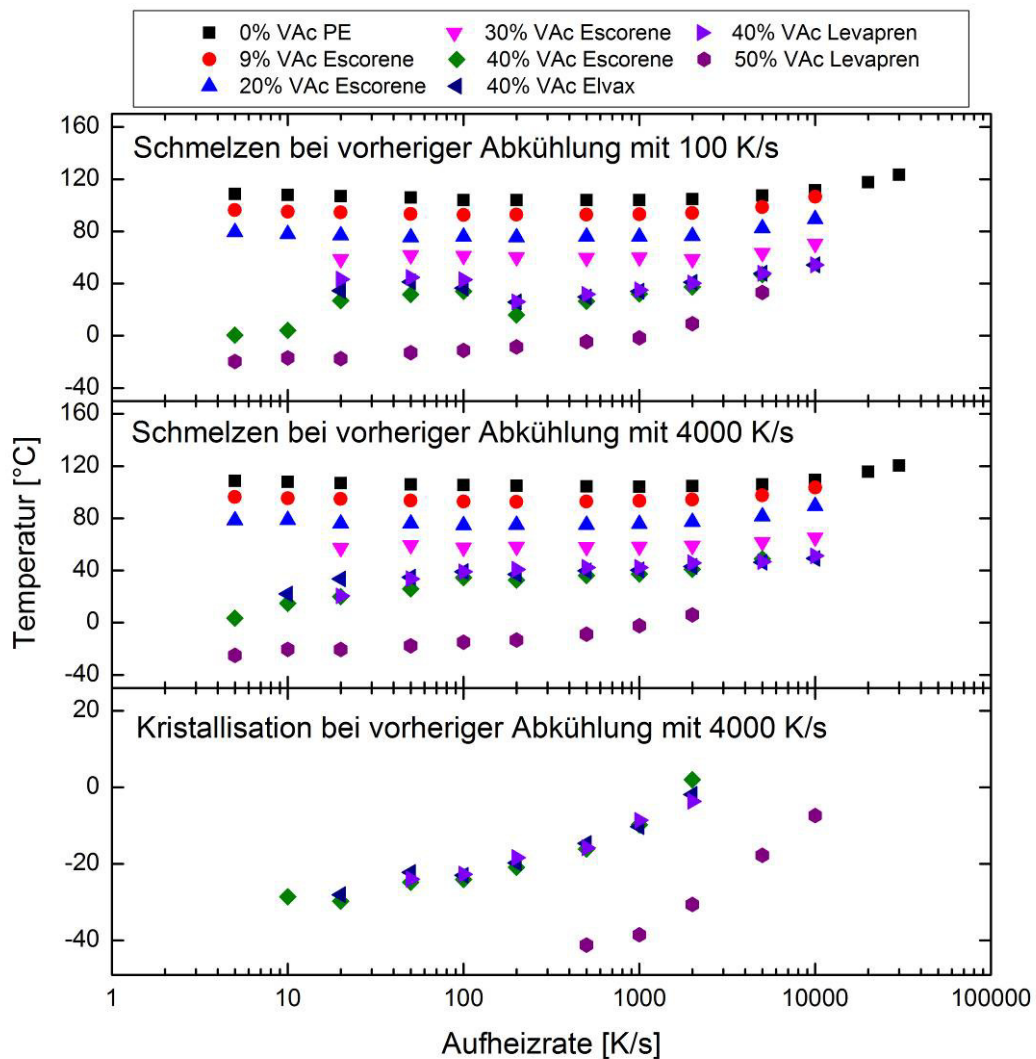 0% VAc PE 30% VAc Escorene 40% VAc Levapren
9% VAc Escorene 40% VAc Escorene 50% VAc Levapren
20% VAc Escorene 40% VAc Elvax
160
Schmelzen bei vorheriger Abkühlung mit 100 K/s
120
80
40
0
-40
160
Schmelzen bei vorheriger Abkühlung mit 4000 K/s
120
80
40
0
-40
Temperatur [°C]
20
Kristallisation bei vorheriger Abkühlung mit 4000 K/s
0
-20
-40
1 10 100 1000 10000 100000
Aufheizrate [K/s]